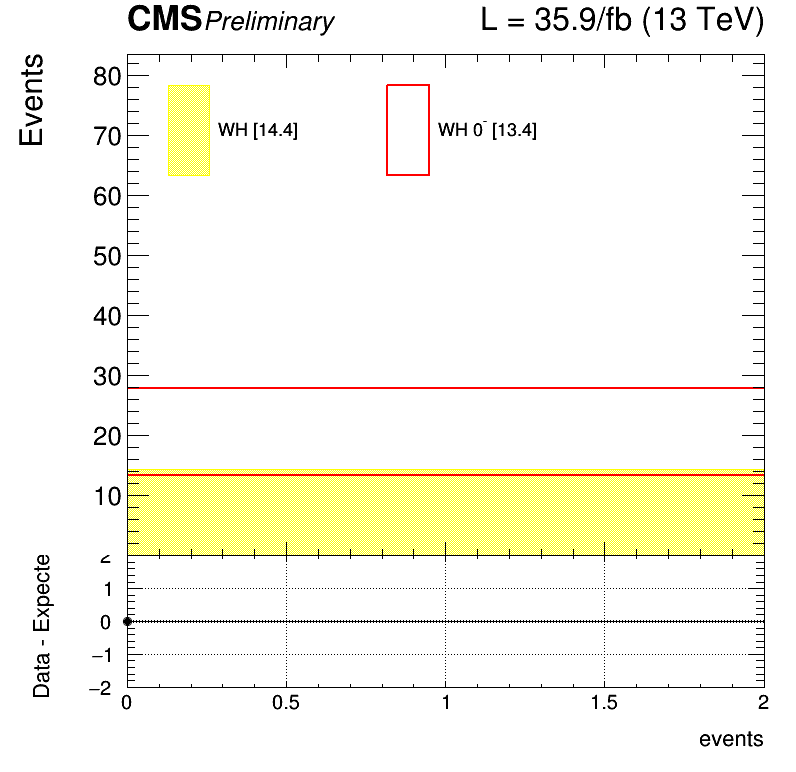 CMS Preliminary L = 35.9/fb (13 TeV)
Events
80
WH [14.4] WH 0⁻ [13.4]
70
60
50
40
30
20
10
Data - Expecte
2
1
0
−1
−2
0 0.5 1 1.5 2
events